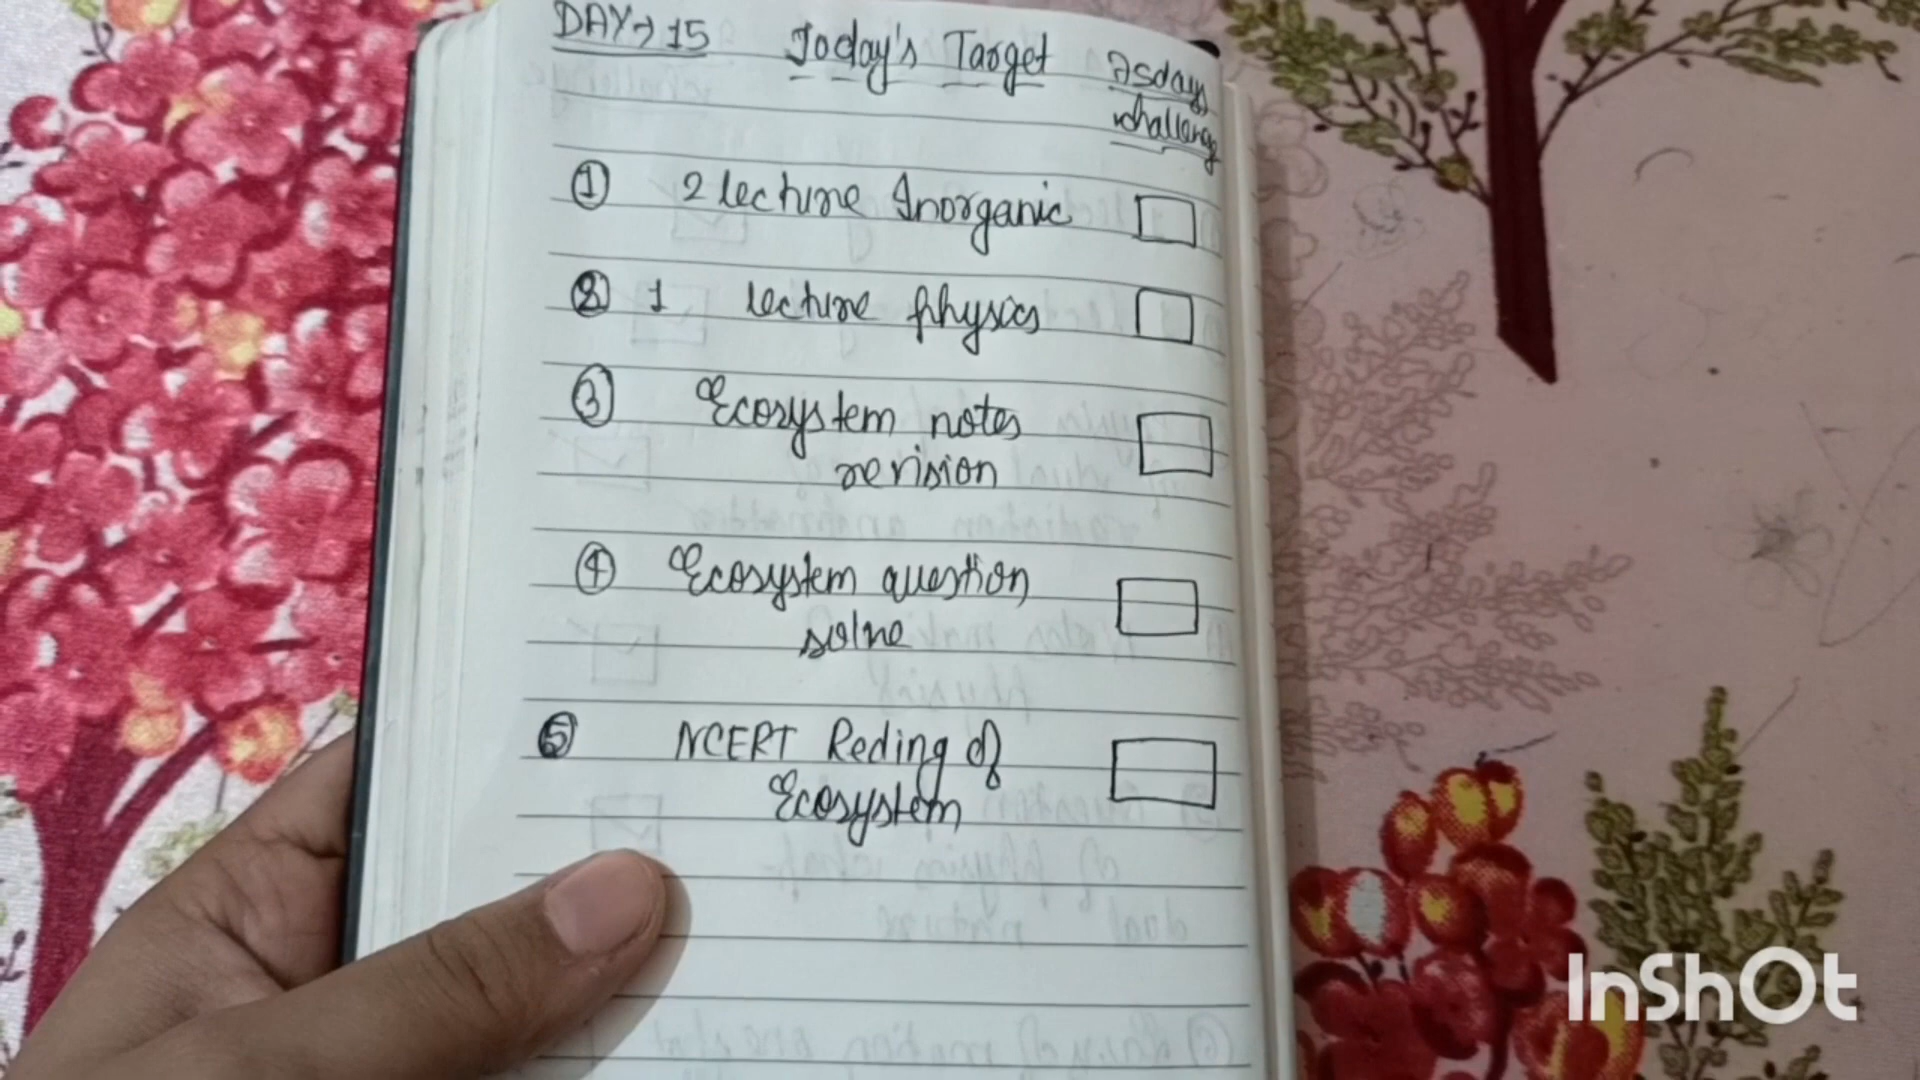 DAY→15 Today's Target 75days
challenge
① 2 lecture Inorganic
② 1 lecture physics
③ Ecosystem notes
revision
④ Ecosystem question
solve
⑤ NCERT Reding of
Ecosystem
InShOt